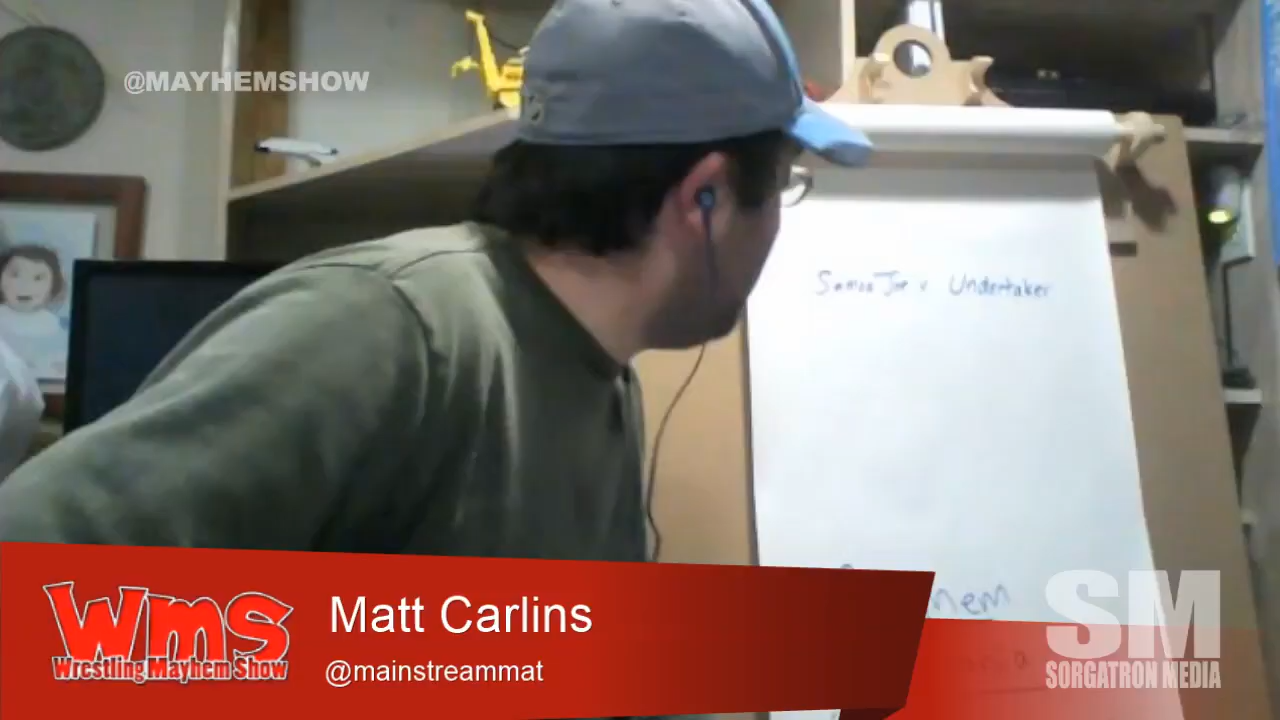 @MAYHEMSHOW
Samoa Joe v Undertaker
Wms
Wrestling Mayhem Show
Matt Carlins
@mainstreammat
SM
SORGATRON MEDIA